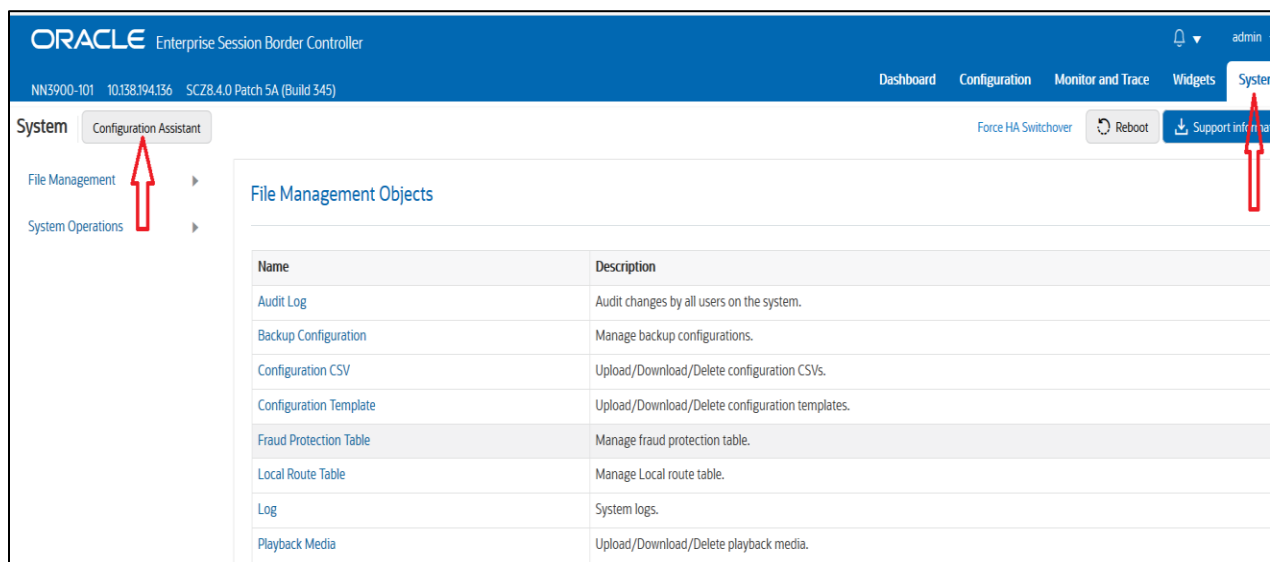 ORACLE Enterprise Session Border Controller
admin
NN3900-101 10.138.194.136 SCZ8.4.0 Patch 5A (Build 345)
Dashboard Configuration Monitor and Trace Widgets System
System Configuration Assistant
Force HA Switchover Reboot Support informat
File Management
System Operations
File Management Objects
Name Description
Audit Log Audit changes by all users on the system.
Backup Configuration Manage backup configurations.
Configuration CSV Upload/Download/Delete configuration CSVs.
Configuration Template Upload/Download/Delete configuration templates.
Fraud Protection Table Manage fraud protection table.
Local Route Table Manage Local route table.
Log System logs.
Playback Media Upload/Download/Delete playback media.